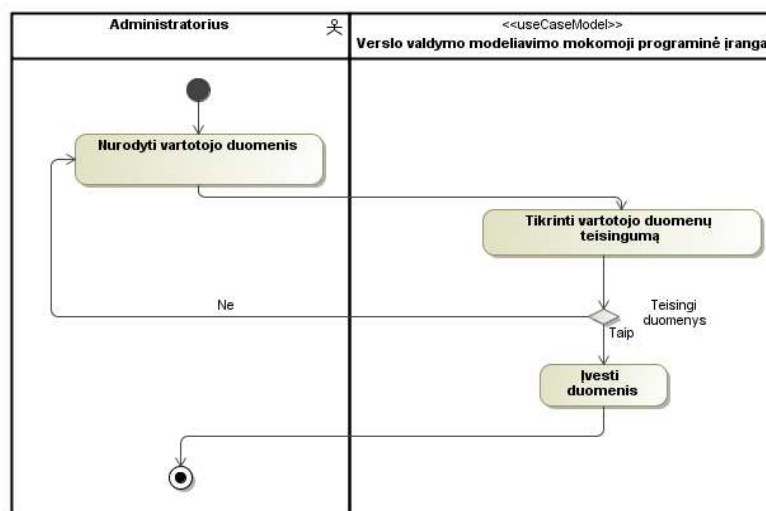 Administratorius
<<useCaseModel>>
Verslo valdymo modeliavimo mokomoji programinė įranga
Nurodyti vartotojo duomenis
Tikrinti vartotojo duomenų
teisingumą
Ne
Teisingi
duomenys
Taip
Įvesti
duomenis